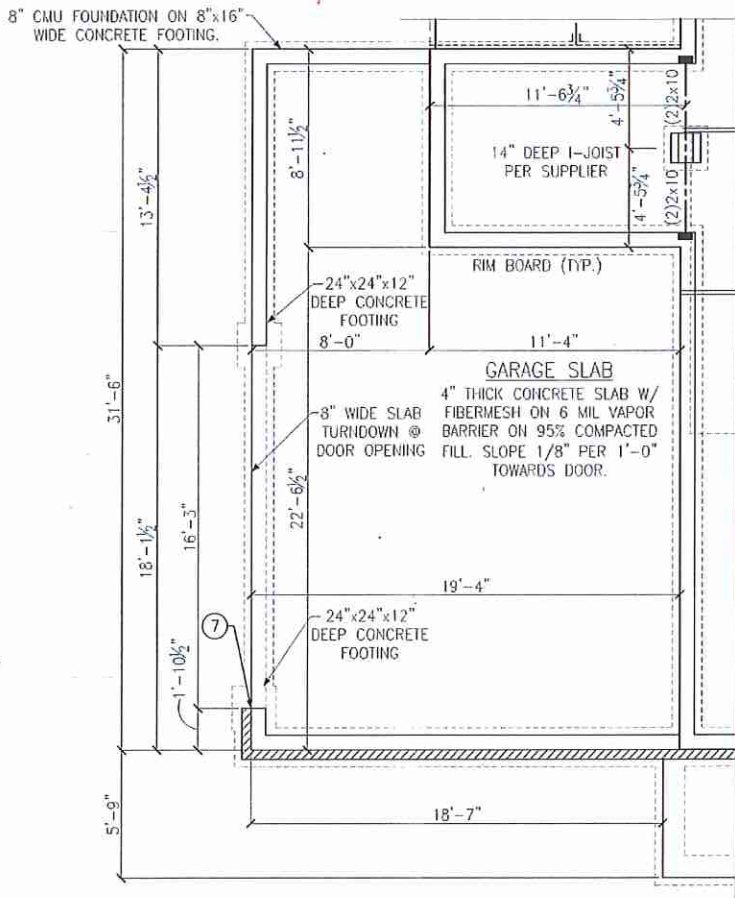 8" CMU FOUNDATION ON 8"x16"
WIDE CONCRETE FOOTING.
11'-6¾"
4'-5¾"
(2)2x10
8'-11½"
13'-4½"
14" DEEP I-JOIST
PER SUPPLIER
4'-5¾"
(2)2x10
RIM BOARD (TYP.)
24"x24"x12"
DEEP CONCRETE
FOOTING
8'-0"
11'-4"
31'-6"
GARAGE SLAB
4" THICK CONCRETE SLAB W/
FIBERMESH ON 6 MIL VAPOR
BARRIER ON 95% COMPACTED
FILL. SLOPE 1/8" PER 1'-0"
TOWARDS DOOR.
8" WIDE SLAB
TURNDOWN @
DOOR OPENING
22'-6½"
16'-3"
18'-1½"
19'-4"
24"x24"x12"
DEEP CONCRETE
FOOTING
7
1'-10½"
5'-9"
18'-7"